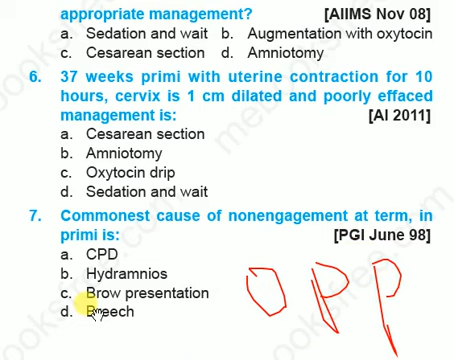 appropriate management? [AIIMS Nov 08]
a. Sedation and wait b. Augmentation with oxytocin
c. Cesarean section d. Amniotomy
6. 37 weeks primi with uterine contraction for 10
hours, cervix is 1 cm dilated and poorly effaced
management is: [AI 2011]
a. Cesarean section
b. Amniotomy
c. Oxytocin drip
d. Sedation and wait
7. Commonest cause of nonengagement at term, in
primi is: [PGI June 98]
a. CPD
b. Hydramnios
c. Brow presentation
d. Breech
OPP